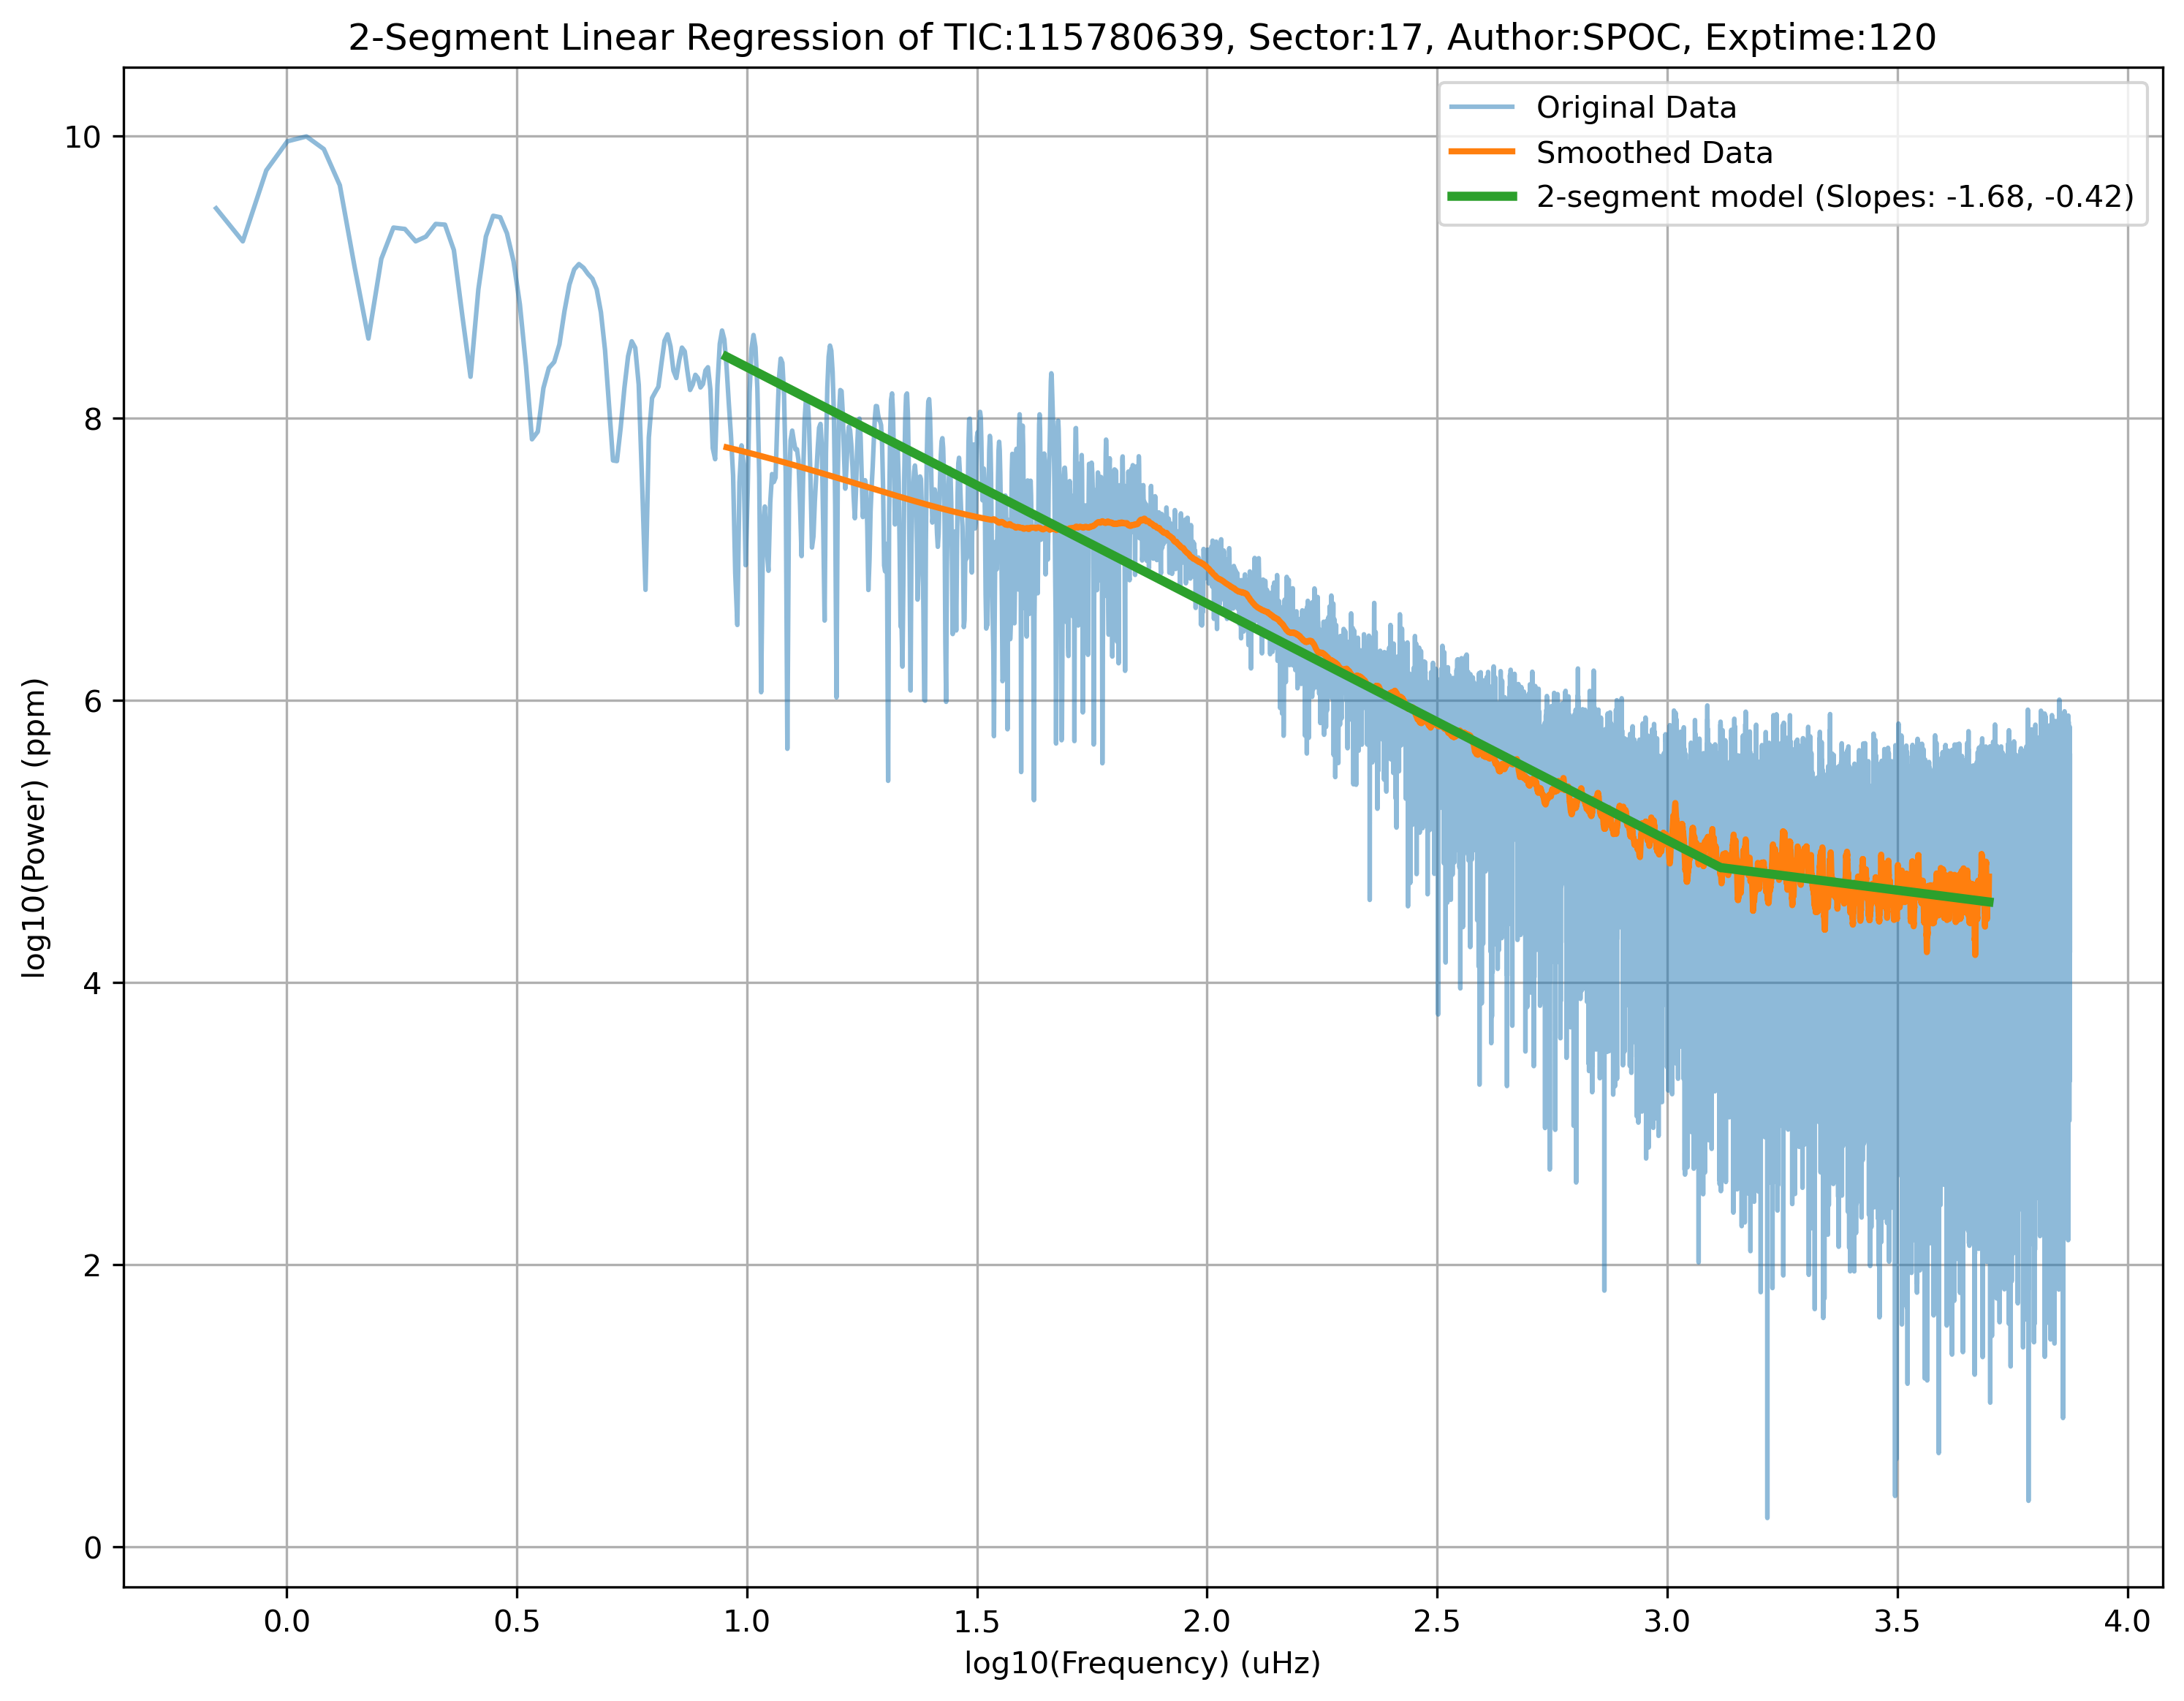 2-Segment Linear Regression of TIC:115780639, Sector:17, Author:SPOC, Exptime:120
Original Data
Smoothed Data
2-segment model (Slopes: -1.68, -0.42)
log10(Power) (ppm)
10
8
6
4
2
0
0.0 0.5 1.0 1.5 2.0 2.5 3.0 3.5 4.0
log10(Frequency) (uHz)